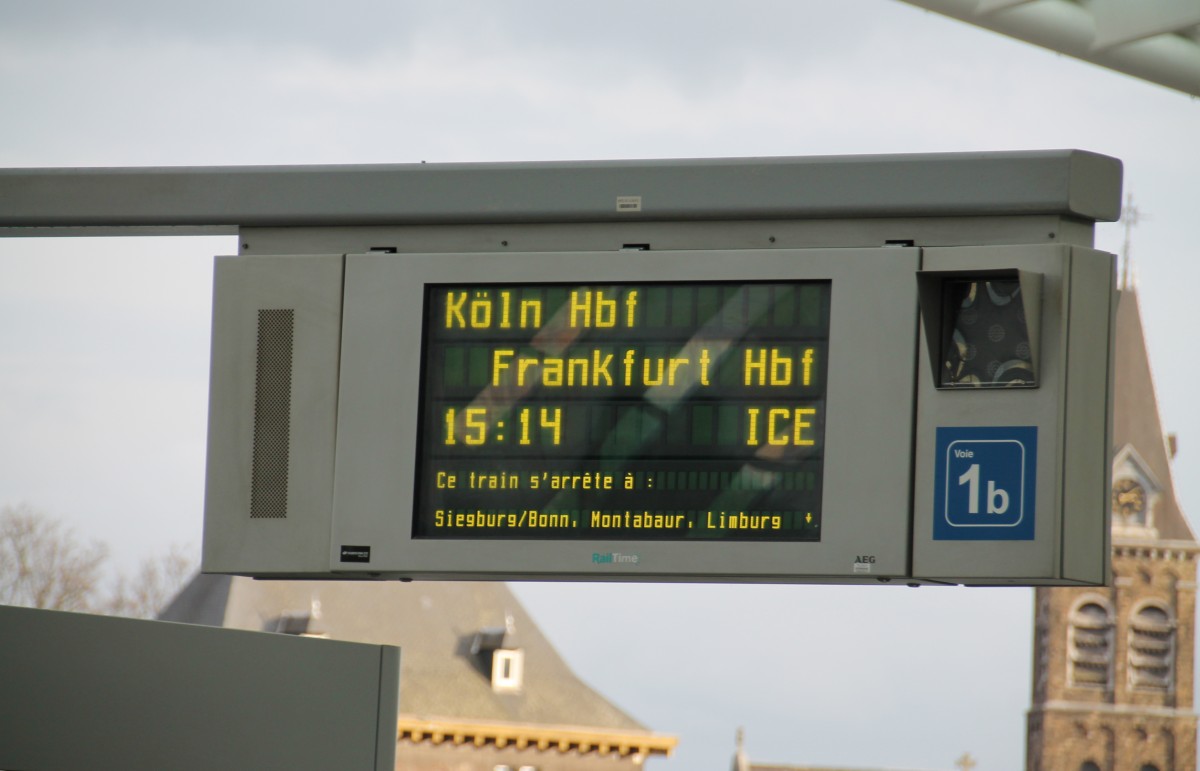 Köln Hbf
Frankfurt Hbf
15:14 ICE
Ce train s'arrête à :
Siegburg/Bonn, Montabaur, Limburg
Voie
1b
RailTime
AEG